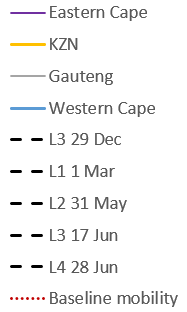 Eastern Cape
KZN
Gauteng
Western Cape
L3 29 Dec
L1 1 Mar
L2 31 May
L3 17 Jun
L4 28 Jun
Baseline mobility